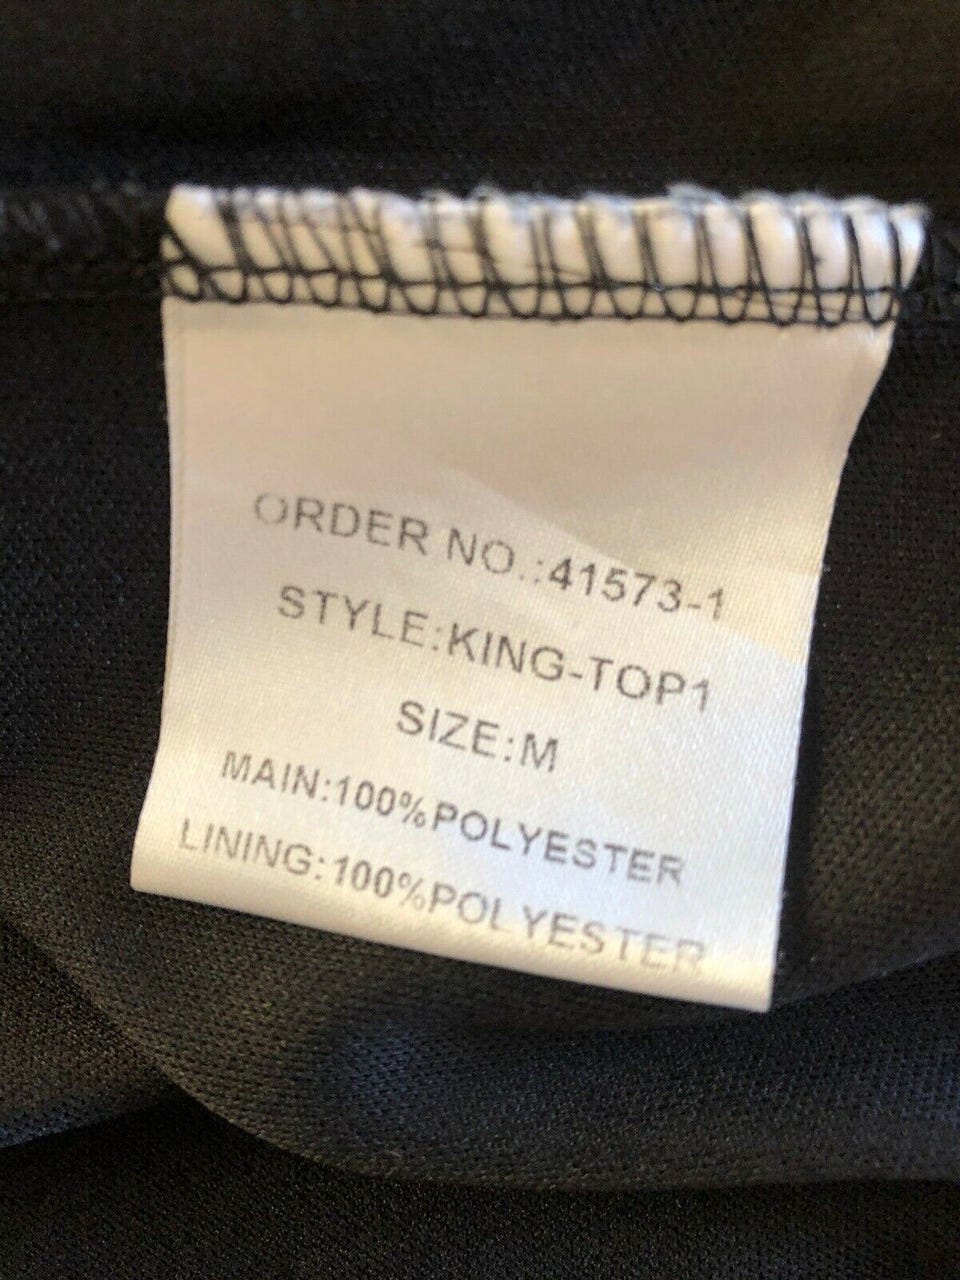 ORDER NO.:41573-1
STYLE:KING-TOP1
SIZE:M
MAIN:100%POLYESTER
LINING:100%POLYESTER